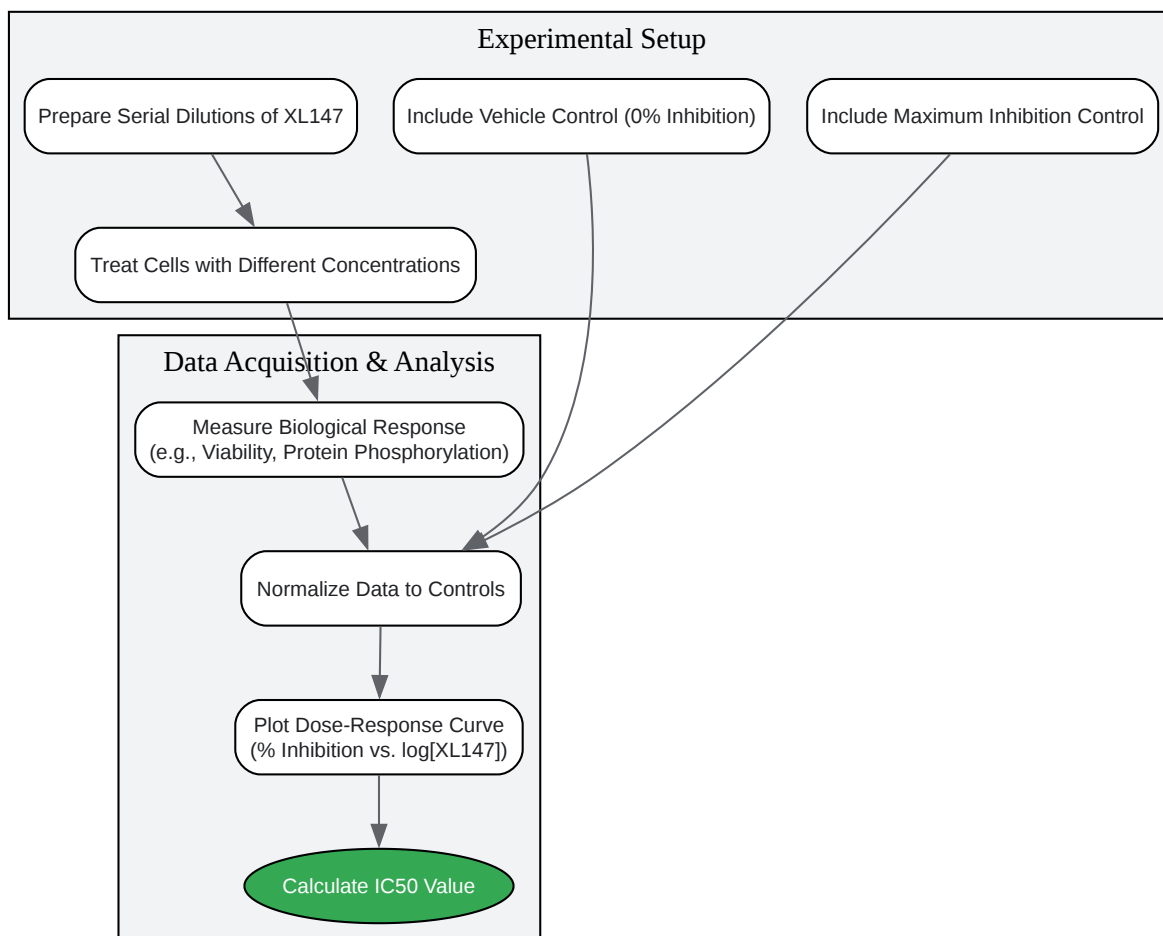 Experimental Setup
Prepare Serial Dilutions of XL147
Include Vehicle Control (0% Inhibition)
Include Maximum Inhibition Control
Treat Cells with Different Concentrations
Data Acquisition & Analysis
Measure Biological Response
(e.g., Viability, Protein Phosphorylation)
Normalize Data to Controls
Plot Dose-Response Curve
(% Inhibition vs. log[XL147])
Calculate IC50 Value